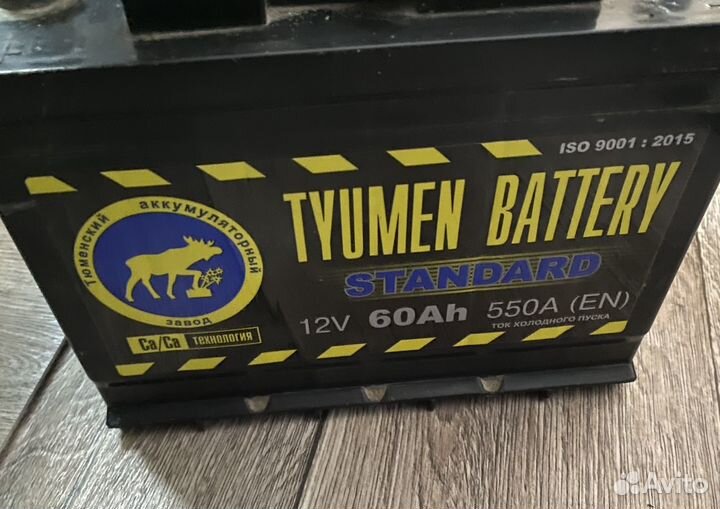 ISO 9001 : 2015
TYUMEN BATTERY
STANDARD
12V 60Ah 550A (EN)
ток холодного пуска
Тюменский аккумуляторный
завод
Ca/Ca технология
Avito